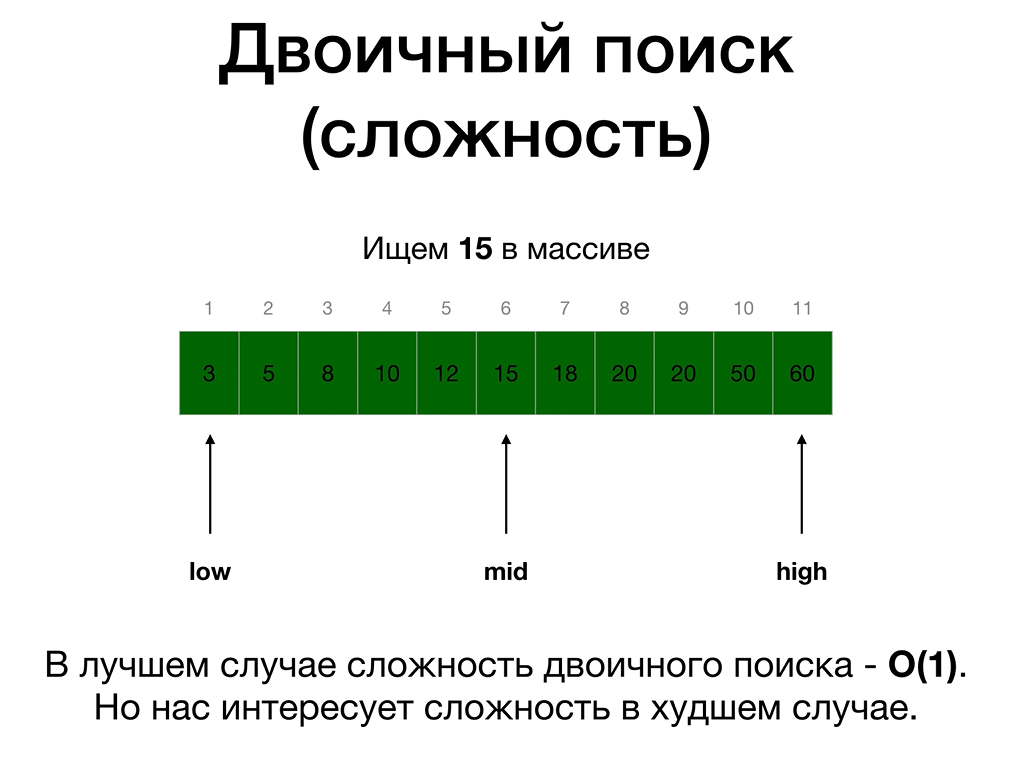 Двоичный поиск
(сложность)
Ищем 15 в массиве
1 2 3 4 5 6 7 8 9 10 11
3 5 8 10 12 15 18 20 20 50 60
low mid high
В лучшем случае сложность двоичного поиска - O(1).
Но нас интересует сложность в худшем случае.